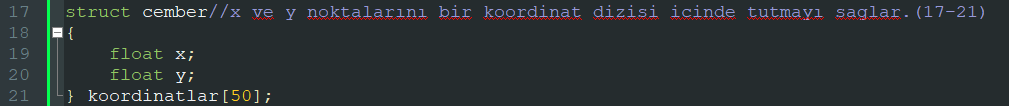 17 struct cember//x ve y noktalarını bir koordinat dizisi icinde tutmayı saglar.(17-21)
18 {
19 float x;
20 float y;
21 } koordinatlar[50];